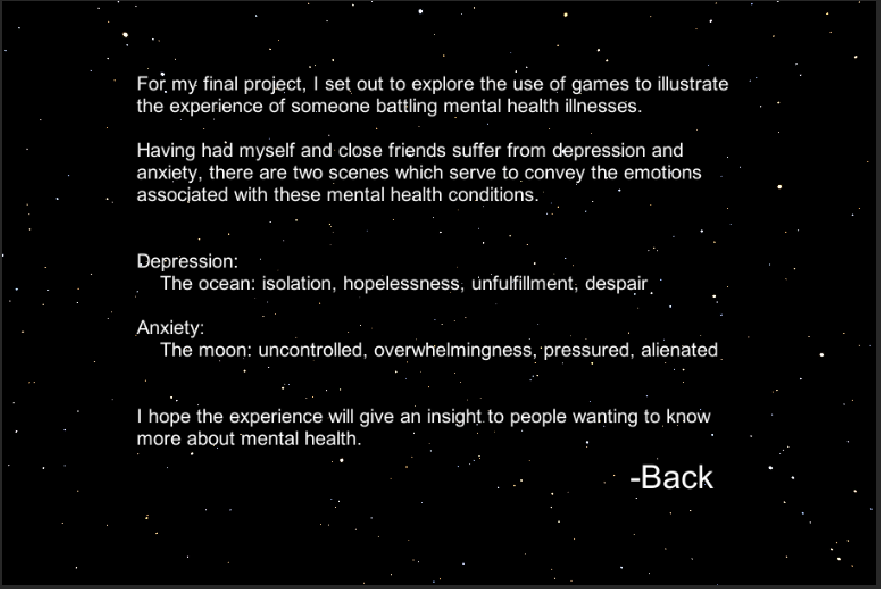 For my final project, I set out to explore the use of games to illustrate
the experience of someone battling mental health illnesses.
Having had myself and close friends suffer from depression and
anxiety, there are two scenes which serve to convey the emotions
associated with these mental health conditions.
Depression:
The ocean: isolation, hopelessness, unfulfillment, despair
Anxiety:
The moon: uncontrolled, overwhelmingness, pressured, alienated
I hope the experience will give an insight to people wanting to know
more about mental health.
-Back